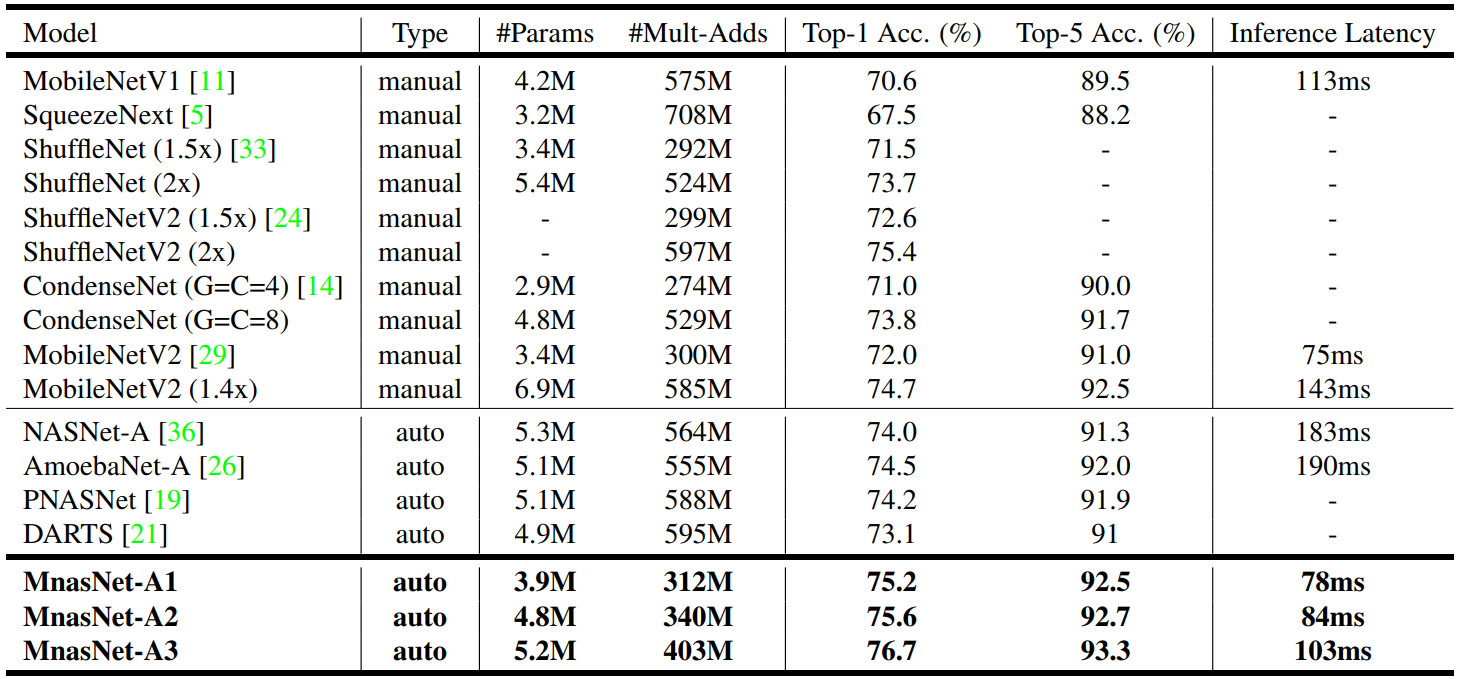 Model Type #Params #Mult-Adds Top-1 Acc. (%) Top-5 Acc. (%) Inference Latency
MobileNetV1 [11] manual 4.2M 575M 70.6 89.5 113ms
SqueezeNext [5] manual 3.2M 708M 67.5 88.2 -
ShuffleNet (1.5x) [33] manual 3.4M 292M 71.5 - -
ShuffleNet (2x) manual 5.4M 524M 73.7 - -
ShuffleNetV2 (1.5x) [24] manual - 299M 72.6 - -
ShuffleNetV2 (2x) manual - 597M 75.4 - -
CondenseNet (G=C=4) [14] manual 2.9M 274M 71.0 90.0 -
CondenseNet (G=C=8) manual 4.8M 529M 73.8 91.7 -
MobileNetV2 [29] manual 3.4M 300M 72.0 91.0 75ms
MobileNetV2 (1.4x) manual 6.9M 585M 74.7 92.5 143ms
NASNet-A [36] auto 5.3M 564M 74.0 91.3 183ms
AmoebaNet-A [26] auto 5.1M 555M 74.5 92.0 190ms
PNASNet [19] auto 5.1M 588M 74.2 91.9 -
DARTS [21] auto 4.9M 595M 73.1 91 -
MnasNet-A1 auto 3.9M 312M 75.2 92.5 78ms
MnasNet-A2 auto 4.8M 340M 75.6 92.7 84ms
MnasNet-A3 auto 5.2M 403M 76.7 93.3 103ms